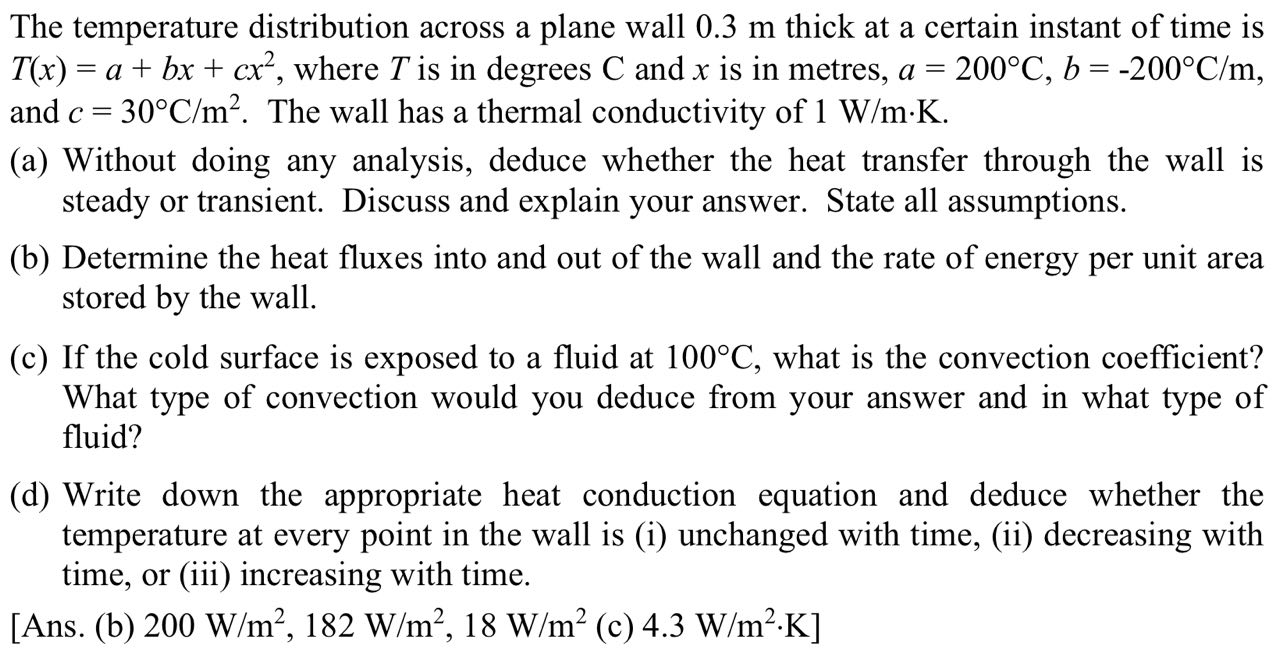 The temperature distribution across a plane wall 0.3 m thick at a certain instant of time is
T(x) = a + bx + cx², where T is in degrees C and x is in metres, a = 200°C, b = -200°C/m,
and c = 30°C/m². The wall has a thermal conductivity of 1 W/m·K.
(a) Without doing any analysis, deduce whether the heat transfer through the wall is
steady or transient. Discuss and explain your answer. State all assumptions.
(b) Determine the heat fluxes into and out of the wall and the rate of energy per unit area
stored by the wall.
(c) If the cold surface is exposed to a fluid at 100°C, what is the convection coefficient?
What type of convection would you deduce from your answer and in what type of
fluid?
(d) Write down the appropriate heat conduction equation and deduce whether the
temperature at every point in the wall is (i) unchanged with time, (ii) decreasing with
time, or (iii) increasing with time.
[Ans. (b) 200 W/m², 182 W/m², 18 W/m² (c) 4.3 W/m²·K]